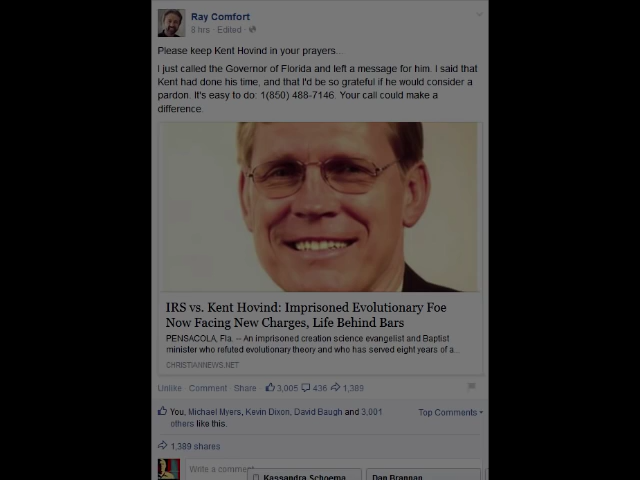 Ray Comfort
8 hrs · Edited ·
Please keep Kent Hovind in your prayers...
I just called the Governor of Florida and left a message for him. I said that
Kent had done his time, and that I'd be so grateful if he would consider a
pardon. It's easy to do: 1(850) 488-7146. Your call could make a
difference.
IRS vs. Kent Hovind: Imprisoned Evolutionary Foe
Now Facing New Charges, Life Behind Bars
PENSACOLA, Fla. – An imprisoned creation science evangelist and Baptist
minister who refuted evolutionary theory and who has served eight years of a...
CHRISTIANNEWS.NET
Unlike Comment Share 3,005 436 1,389
You, Michael Myers, Kevin Dixon, David Baugh and 3,001
others like this.
Top Comments
1,389 shares
Write a comment
Kassandra Schoema
Dan Brannan